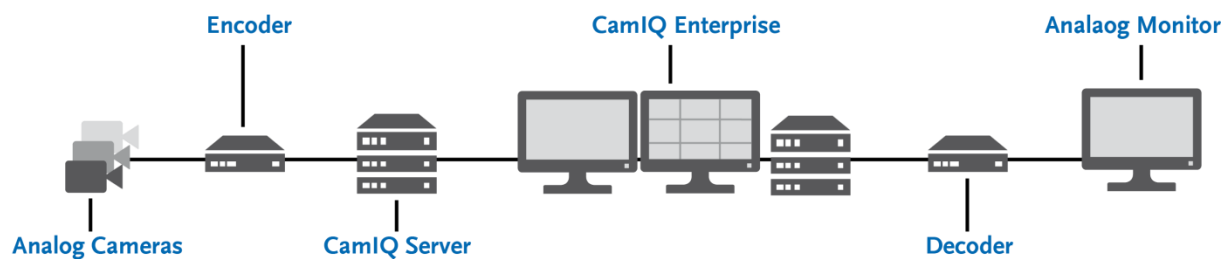 Encoder
CamIQ Enterprise
Analaog Monitor
Analog Cameras
CamIQ Server
Decoder